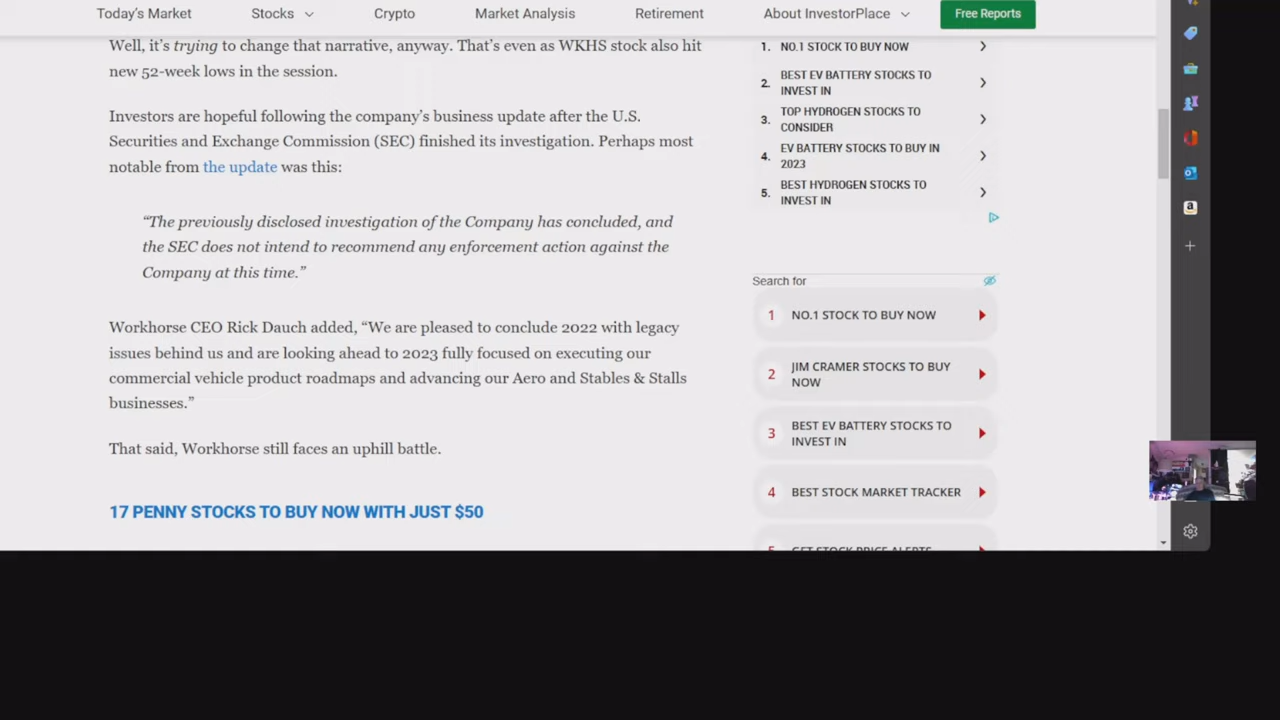 Today's Market
Stocks
Crypto
Market Analysis
Retirement
About InvestorPlace
Free Reports
Well, it's trying to change that narrative, anyway. That's even as WKHS stock also hit
new 52-week lows in the session.
Investors are hopeful following the company's business update after the U.S.
Securities and Exchange Commission (SEC) finished its investigation. Perhaps most
notable from the update was this:
“The previously disclosed investigation of the Company has concluded, and
the SEC does not intend to recommend any enforcement action against the
Company at this time.”
Workhorse CEO Rick Dauch added, “We are pleased to conclude 2022 with legacy
issues behind us and are looking ahead to 2023 fully focused on executing our
commercial vehicle product roadmaps and advancing our Aero and Stables & Stalls
businesses.”
That said, Workhorse still faces an uphill battle.
17 PENNY STOCKS TO BUY NOW WITH JUST $50
1. NO.1 STOCK TO BUY NOW
2. BEST EV BATTERY STOCKS TO
INVEST IN
3. TOP HYDROGEN STOCKS TO
CONSIDER
4. EV BATTERY STOCKS TO BUY IN
2023
5. BEST HYDROGEN STOCKS TO
INVEST IN
Search for
1 NO.1 STOCK TO BUY NOW
2 JIM CRAMER STOCKS TO BUY
NOW
3 BEST EV BATTERY STOCKS TO
INVEST IN
4 BEST STOCK MARKET TRACKER
5 GET STOCK PRICE ALERTS